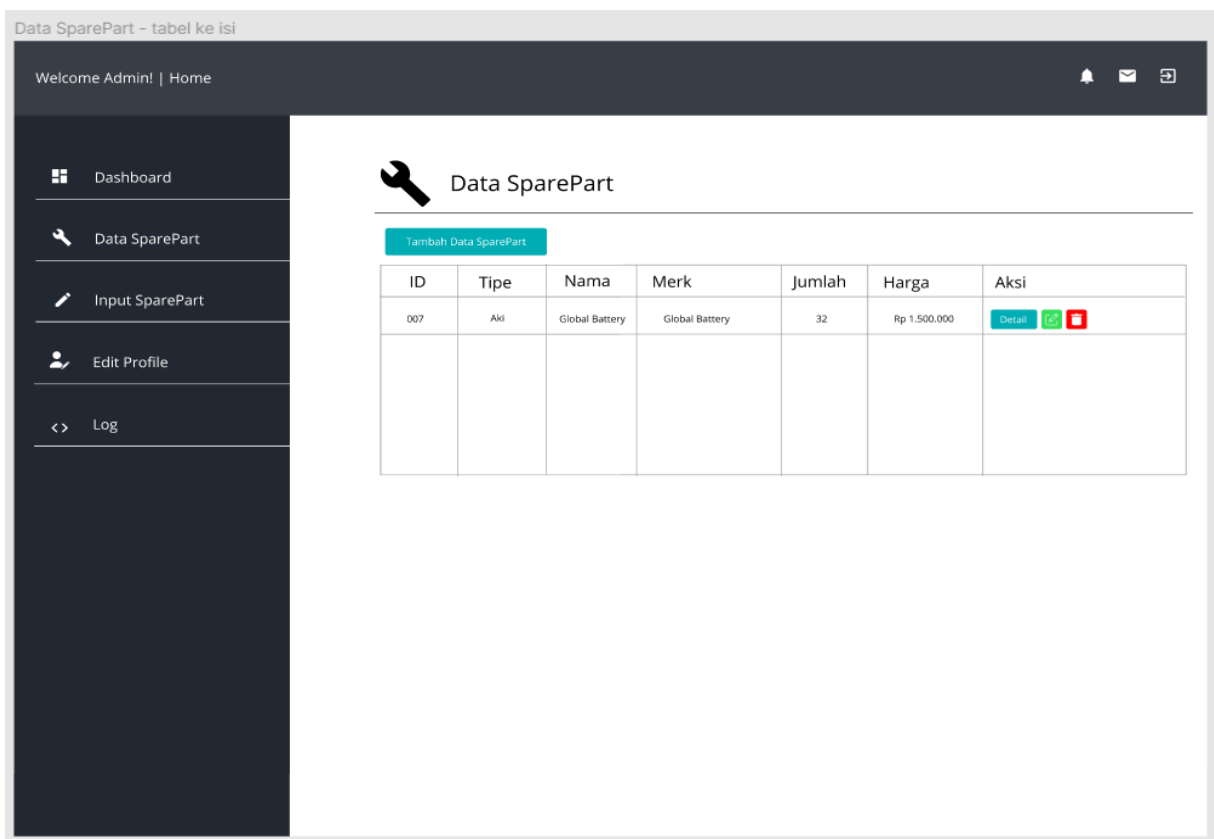 Data SparePart - tabel ke isi
Welcome Admin! | Home
Dashboard
Data SparePart
Input SparePart
Edit Profile
Log
Data SparePart
Tambah Data SparePart
ID Tipe Nama Merk Jumlah Harga Aksi
007 Aki Global Battery Global Battery 32 Rp 1.500.000 Detail